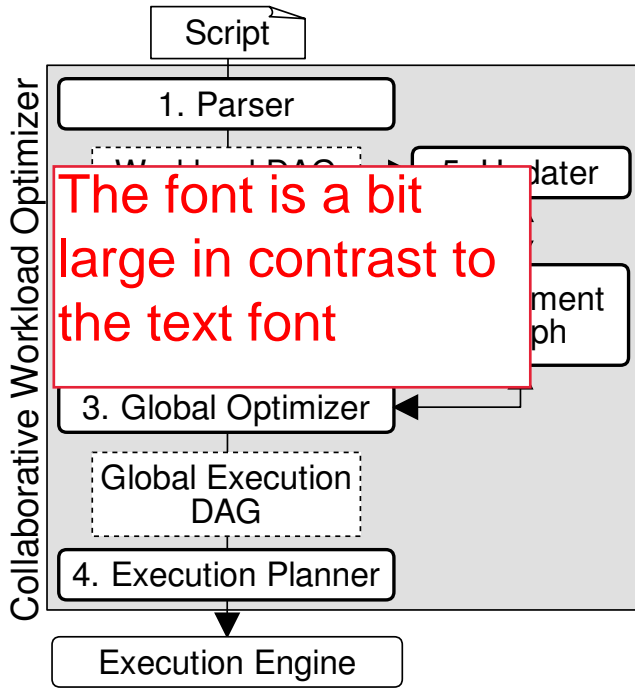 Script
Collaborative Workload Optimizer
1. Parser
The font is a bit
large in contrast to
the text font
3. Global Optimizer
Global Execution
DAG
4. Execution Planner
Execution Engine